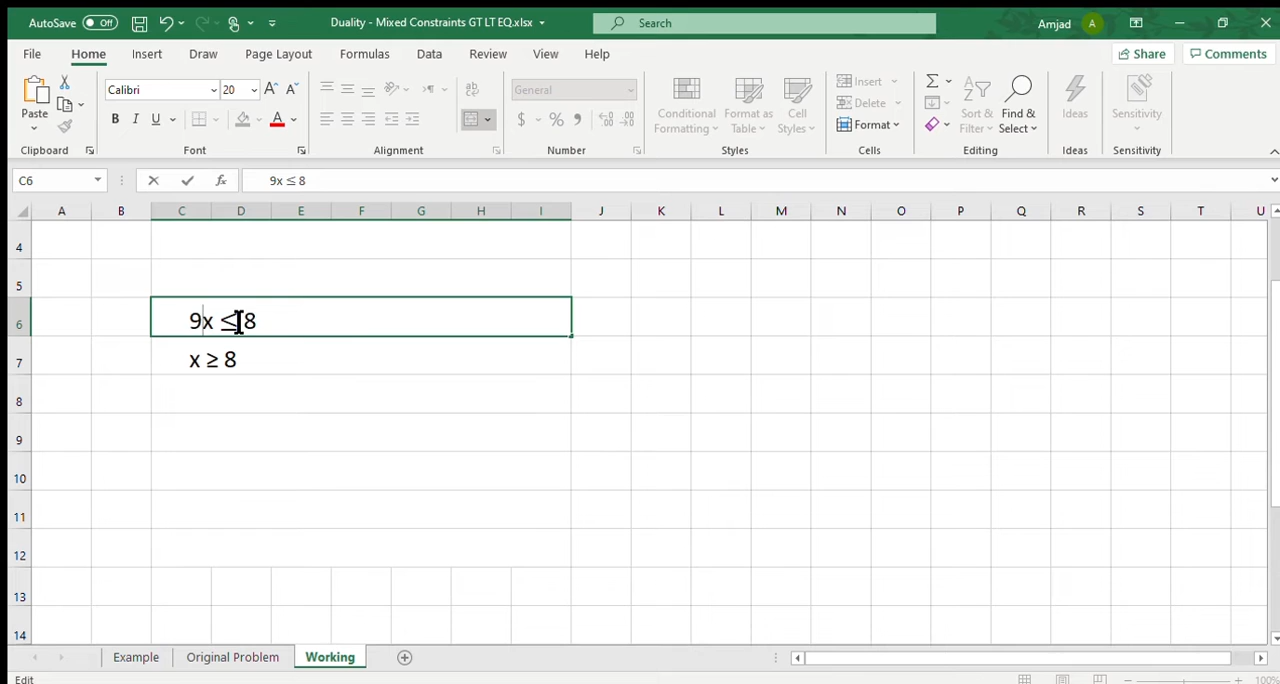 AutoSave Off Duality - Mixed Constraints GT LT EQ.xlsx Search Amjad A
File Home Insert Draw Page Layout Formulas Data Review View Help Share Comments
Calibri 20 General Insert
Paste B I U Conditional Formatting Format as Table Cell Styles Delete Format Sort & Filter Find & Select Ideas Sensitivity
Clipboard Font Alignment Number Styles Cells Editing Ideas Sensitivity
C6 fx 9x ≤ 8
A B C D E F G H I J K L M N O P Q R S T U
4
5
6 9x ≤ 8
7 x ≥ 8
8
9
10
11
12
13
14
Example Original Problem Working
Edit 100%